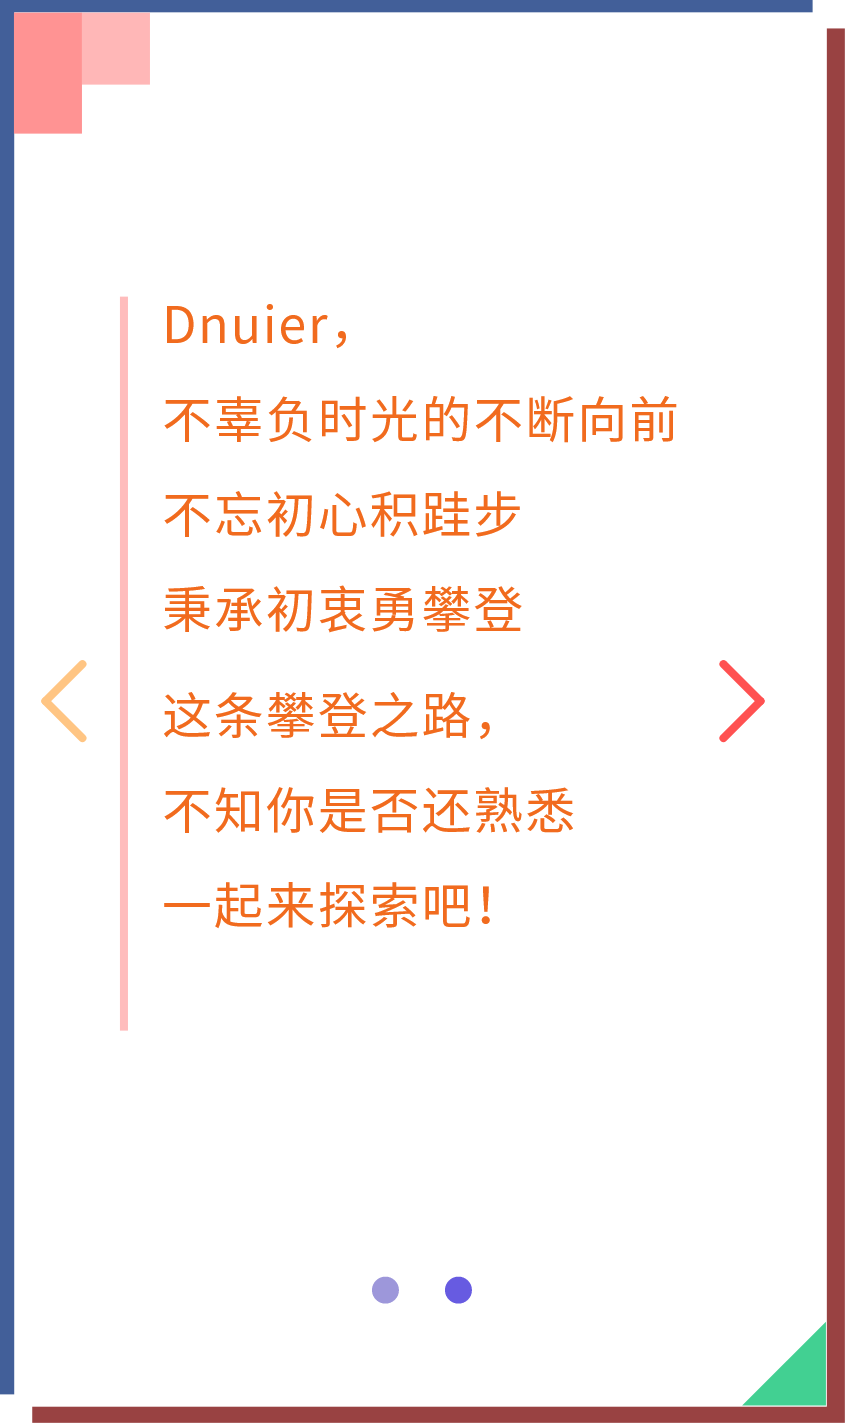 Dnuier，
不辜负时光的不断向前
不忘初心积跬步
秉承初衷勇攀登
这条攀登之路，
不知你是否还熟悉
一起来探索吧！